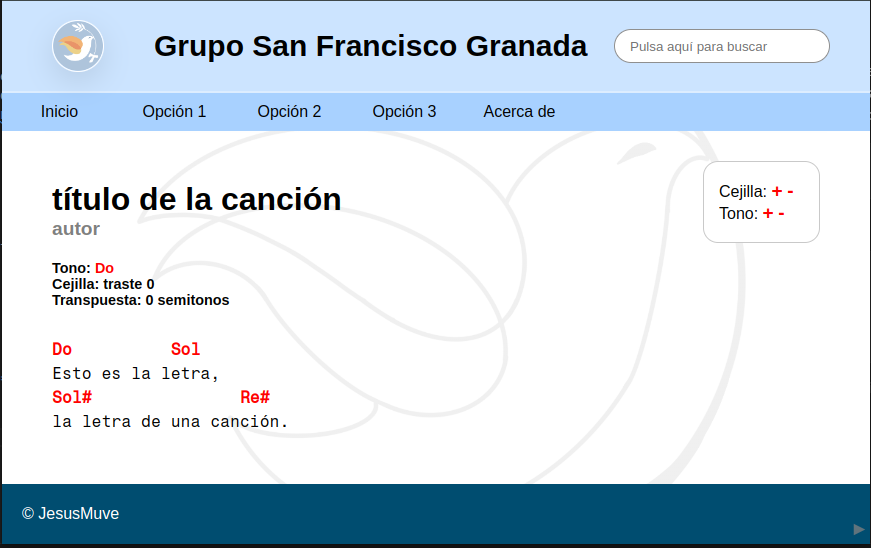 Grupo San Francisco Granada
Pulsa aquí para buscar
Inicio Opción 1 Opción 2 Opción 3 Acerca de
título de la canción
autor
Cejilla: + -
Tono: + -
Tono: Do
Cejilla: traste 0
Transpuesta: 0 semitonos
Do Sol
Esto es la letra,
Sol# Re#
la letra de una canción.
© JesusMuve